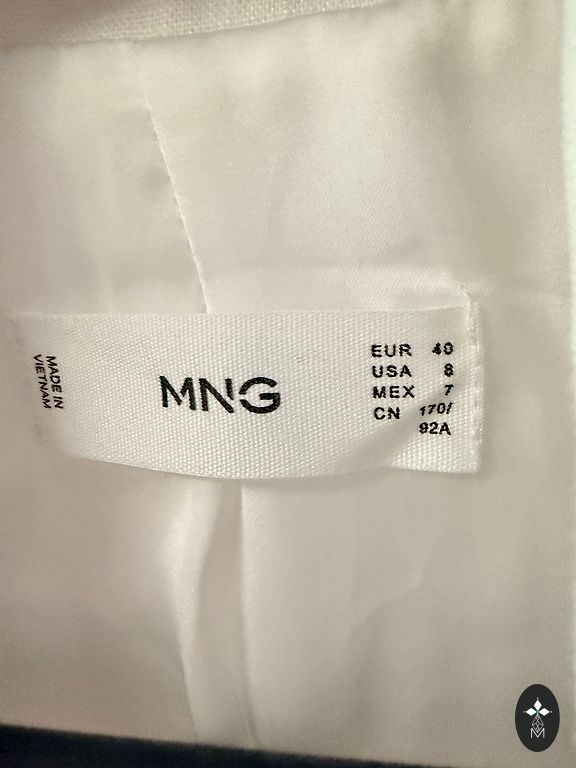 MADE IN
VIETNAM
MNG
EUR 40
USA 8
MEX 7
CN 170/
92A
M